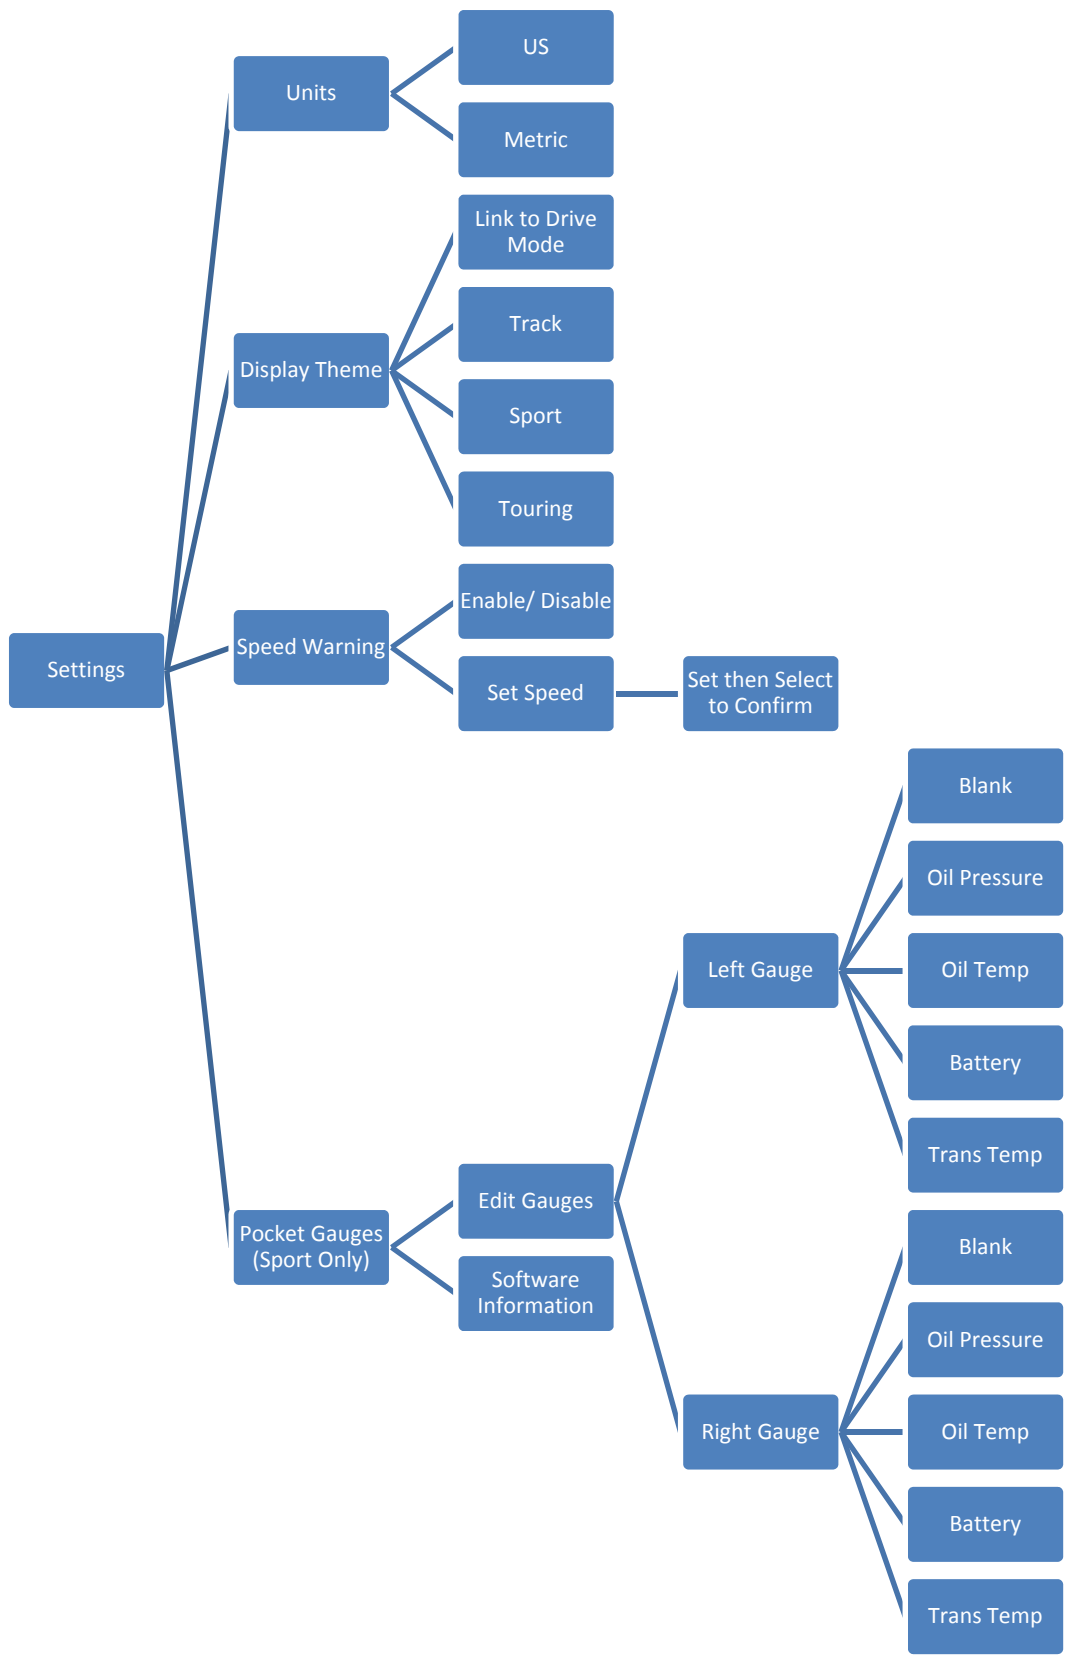 US
Units
Metric
Link to Drive
Mode
Track
Display Theme
Sport
Touring
Enable/ Disable
Speed Warning
Settings
Set Speed
Set then Select
to Confirm
Blank
Oil Pressure
Left Gauge
Oil Temp
Battery
Trans Temp
Edit Gauges
Pocket Gauges
(Sport Only)
Software
Information
Blank
Oil Pressure
Right Gauge
Oil Temp
Battery
Trans Temp